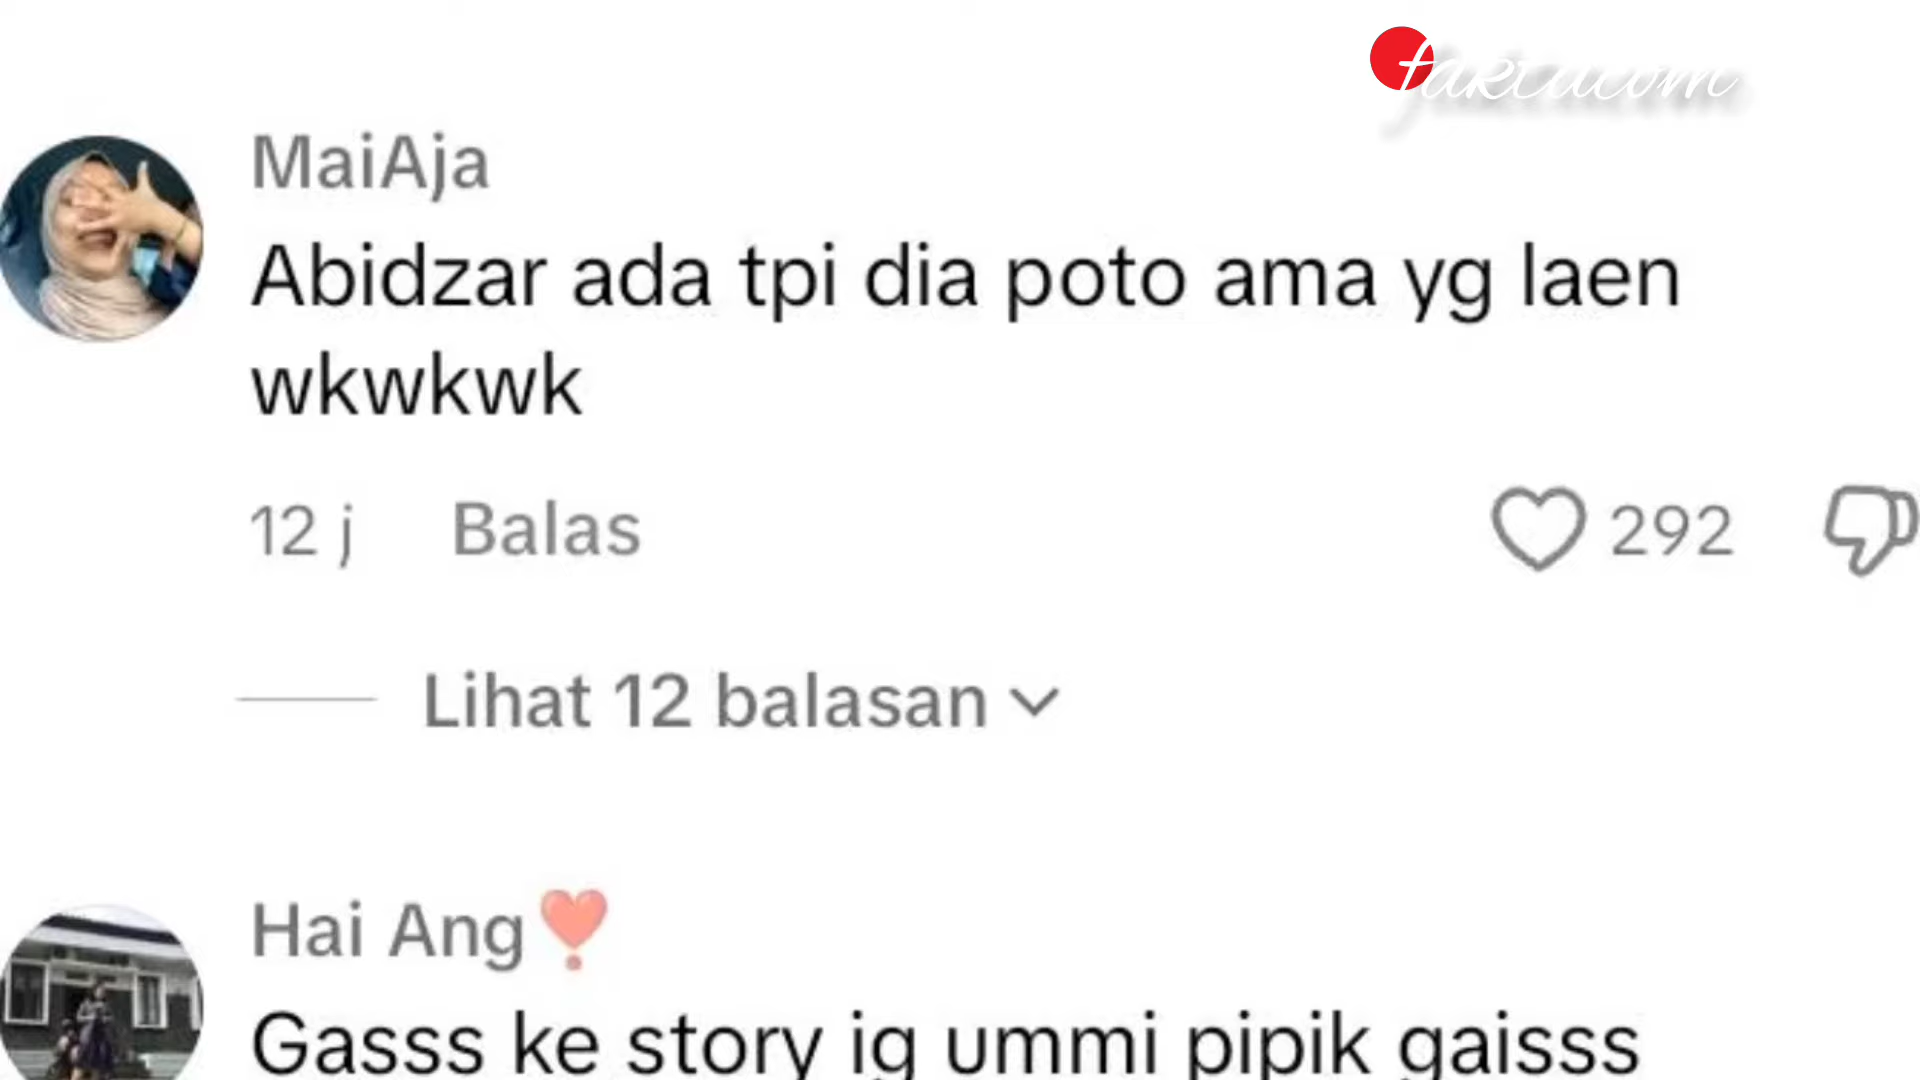 faktacom
MaiAja
Abidzar ada tpi dia poto ama yg laen
wkwkwk
12 j Balas
292
Lihat 12 balasan
Hai Ang
Gasss ke story ig ummi pipik gaisss